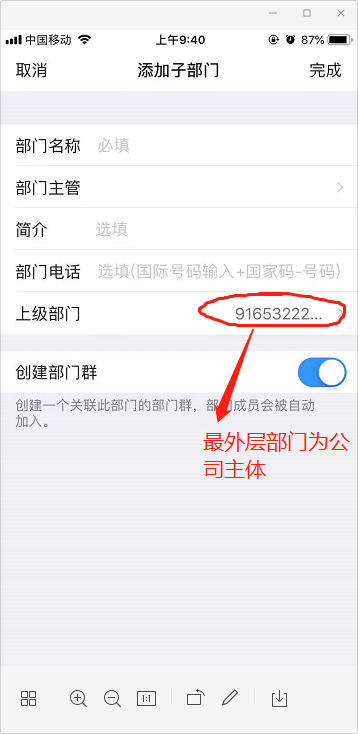 中国移动 上午9:40 87%
取消 添加子部门 完成
部门名称 必填
部门主管
简介 选填
部门电话 选填(国际号码输入+国家码-号码)
上级部门 91653222...
创建部门群
创建一个关联此部门的部门群，部门成员会被自动
加入。
最外层部门为公
司主体
1:1